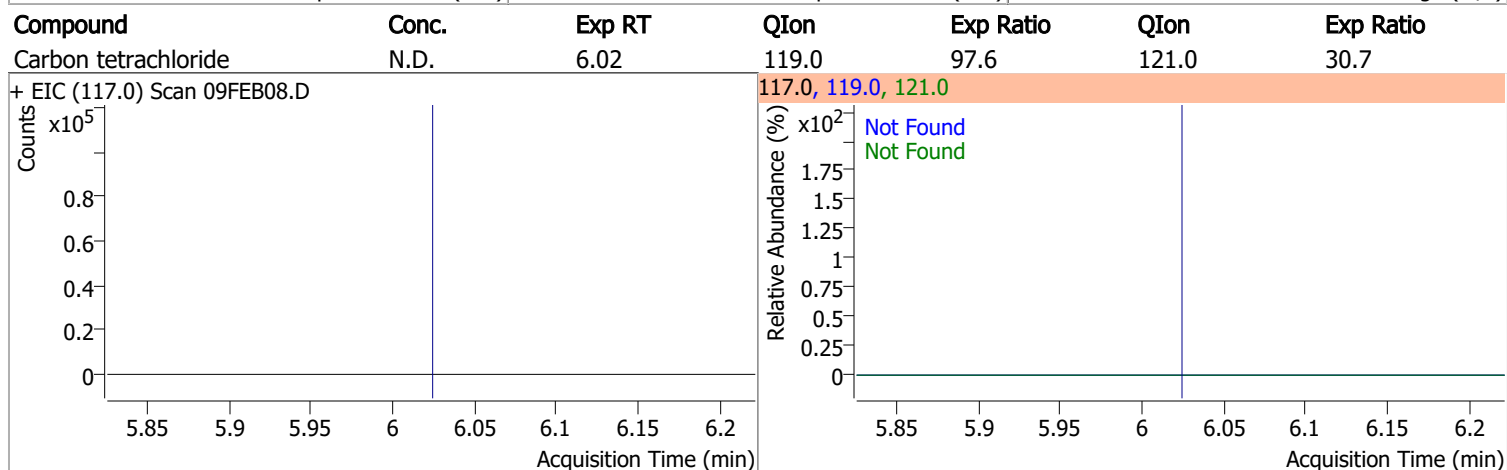 Compound Conc. Exp RT QIon Exp Ratio QIon Exp Ratio
Carbon tetrachloride N.D. 6.02 119.0 97.6 121.0 30.7
+ EIC (117.0) Scan 09FEB08.D
Counts
x10⁵
0.8
0.6
0.4
0.2
0
5.85 5.9 5.95 6 6.05 6.1 6.15 6.2
Acquisition Time (min)
117.0, 119.0, 121.0
Relative Abundance (%)
x10²
Not Found
Not Found
1.75
1.5
1.25
1
0.75
0.5
0.25
0
5.85 5.9 5.95 6 6.05 6.1 6.15 6.2
Acquisition Time (min)